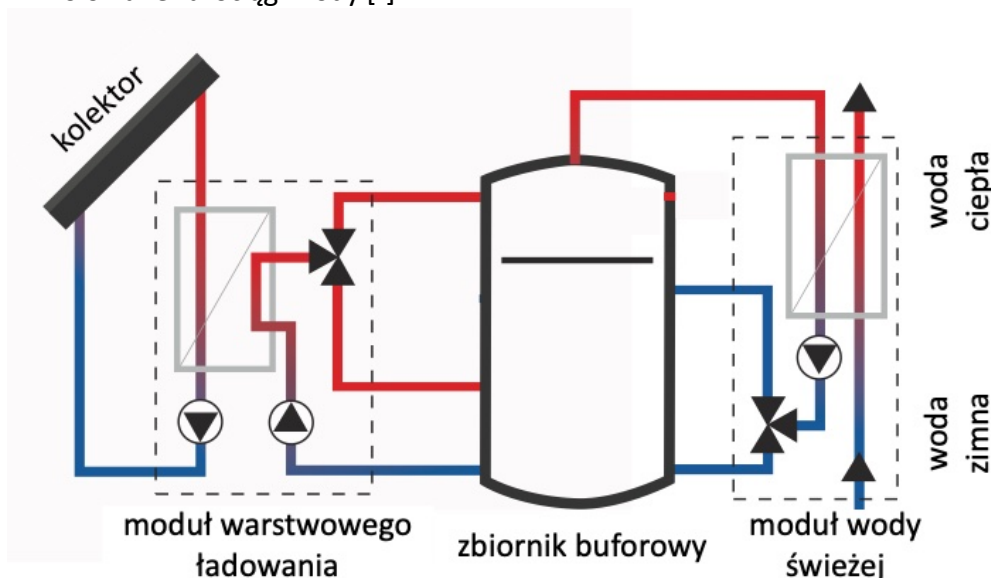 kolektor
woda
ciepła
woda
zimna
moduł warstwowego
ładowania
zbiornik buforowy
moduł wody
świeżej